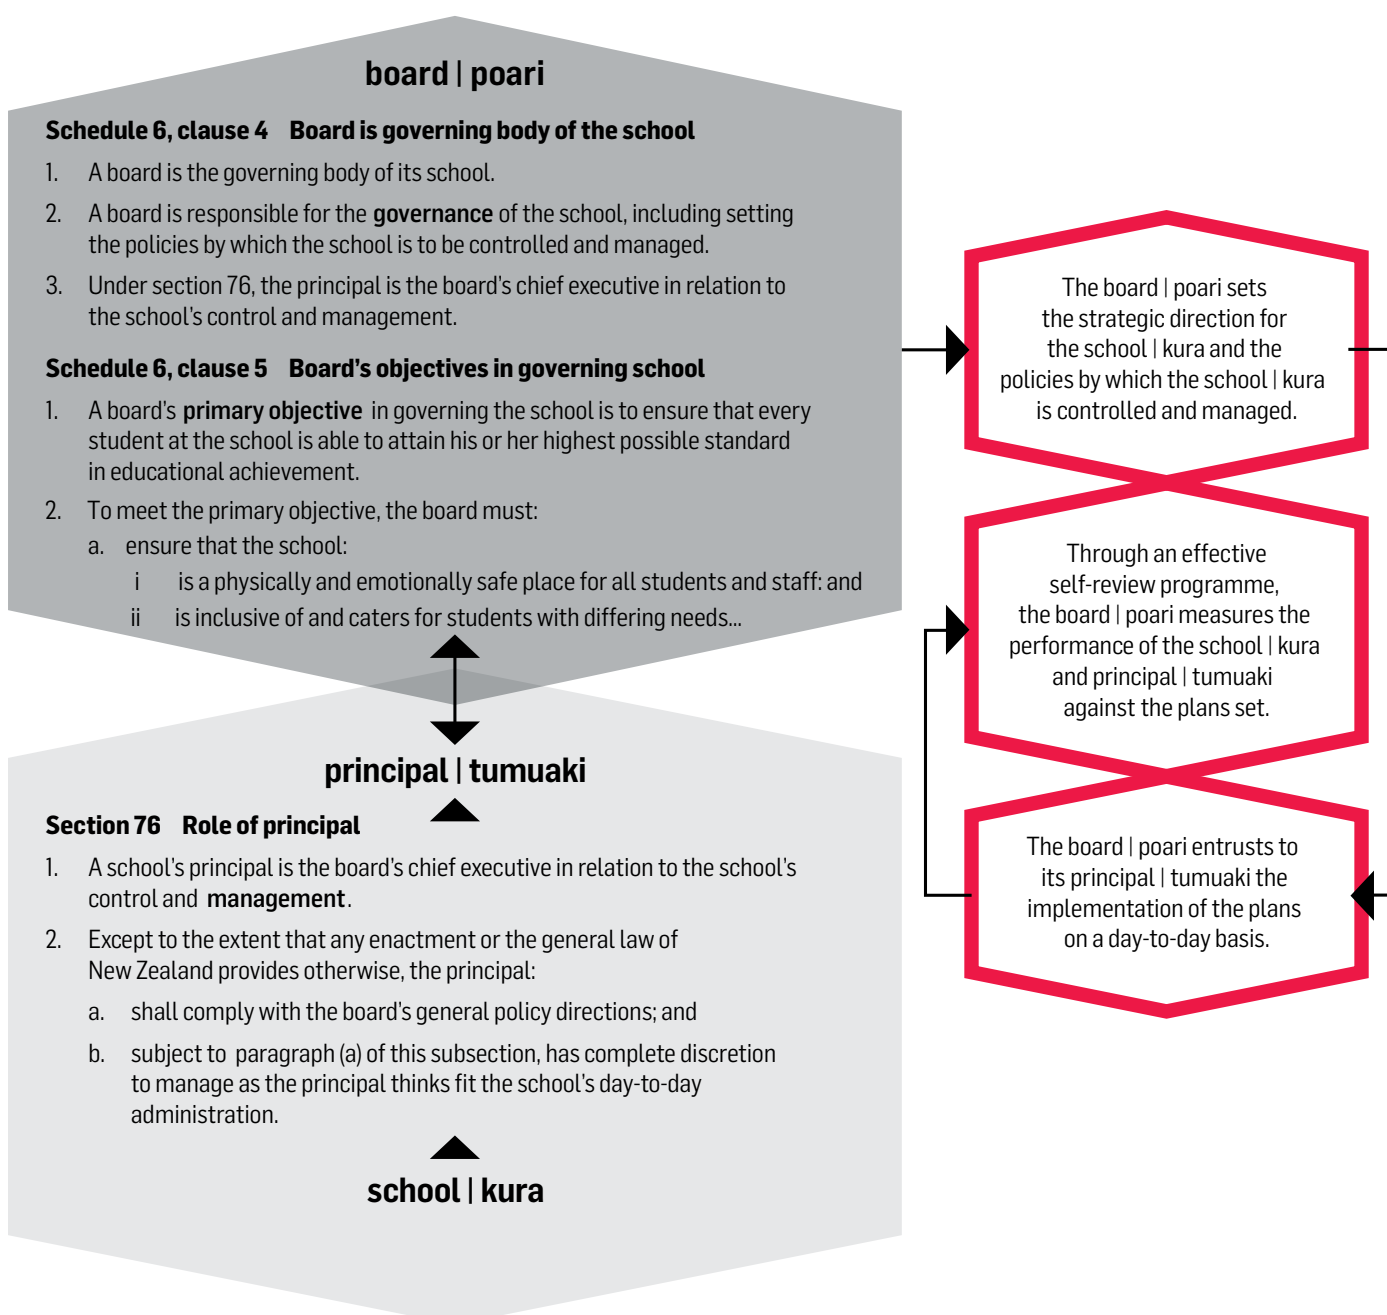 board | poari
Schedule 6, clause 4 Board is governing body of the school
1. A board is the governing body of its school.
2. A board is responsible for the governance of the school, including setting
the policies by which the school is to be controlled and managed.
3. Under section 76, the principal is the board's chief executive in relation to
the school's control and management.
Schedule 6, clause 5 Board's objectives in governing school
1. A board's primary objective in governing the school is to ensure that every
student at the school is able to attain his or her highest possible standard
in educational achievement.
2. To meet the primary objective, the board must:
a. ensure that the school:
i is a physically and emotionally safe place for all students and staff: and
ii is inclusive of and caters for students with differing needs...
principal | tumuaki
Section 76 Role of principal
1. A school's principal is the board's chief executive in relation to the school's
control and management.
2. Except to the extent that any enactment or the general law of
New Zealand provides otherwise, the principal:
a. shall comply with the board's general policy directions; and
b. subject to paragraph (a) of this subsection, has complete discretion
to manage as the principal thinks fit the school's day-to-day
administration.
school | kura
The board | poari sets
the strategic direction for
the school | kura and the
policies by which the school | kura
is controlled and managed.
Through an effective
self-review programme,
the board | poari measures the
performance of the school | kura
and principal | tumuaki
against the plans set.
The board | poari entrusts to
its principal | tumuaki the
implementation of the plans
on a day-to-day basis.